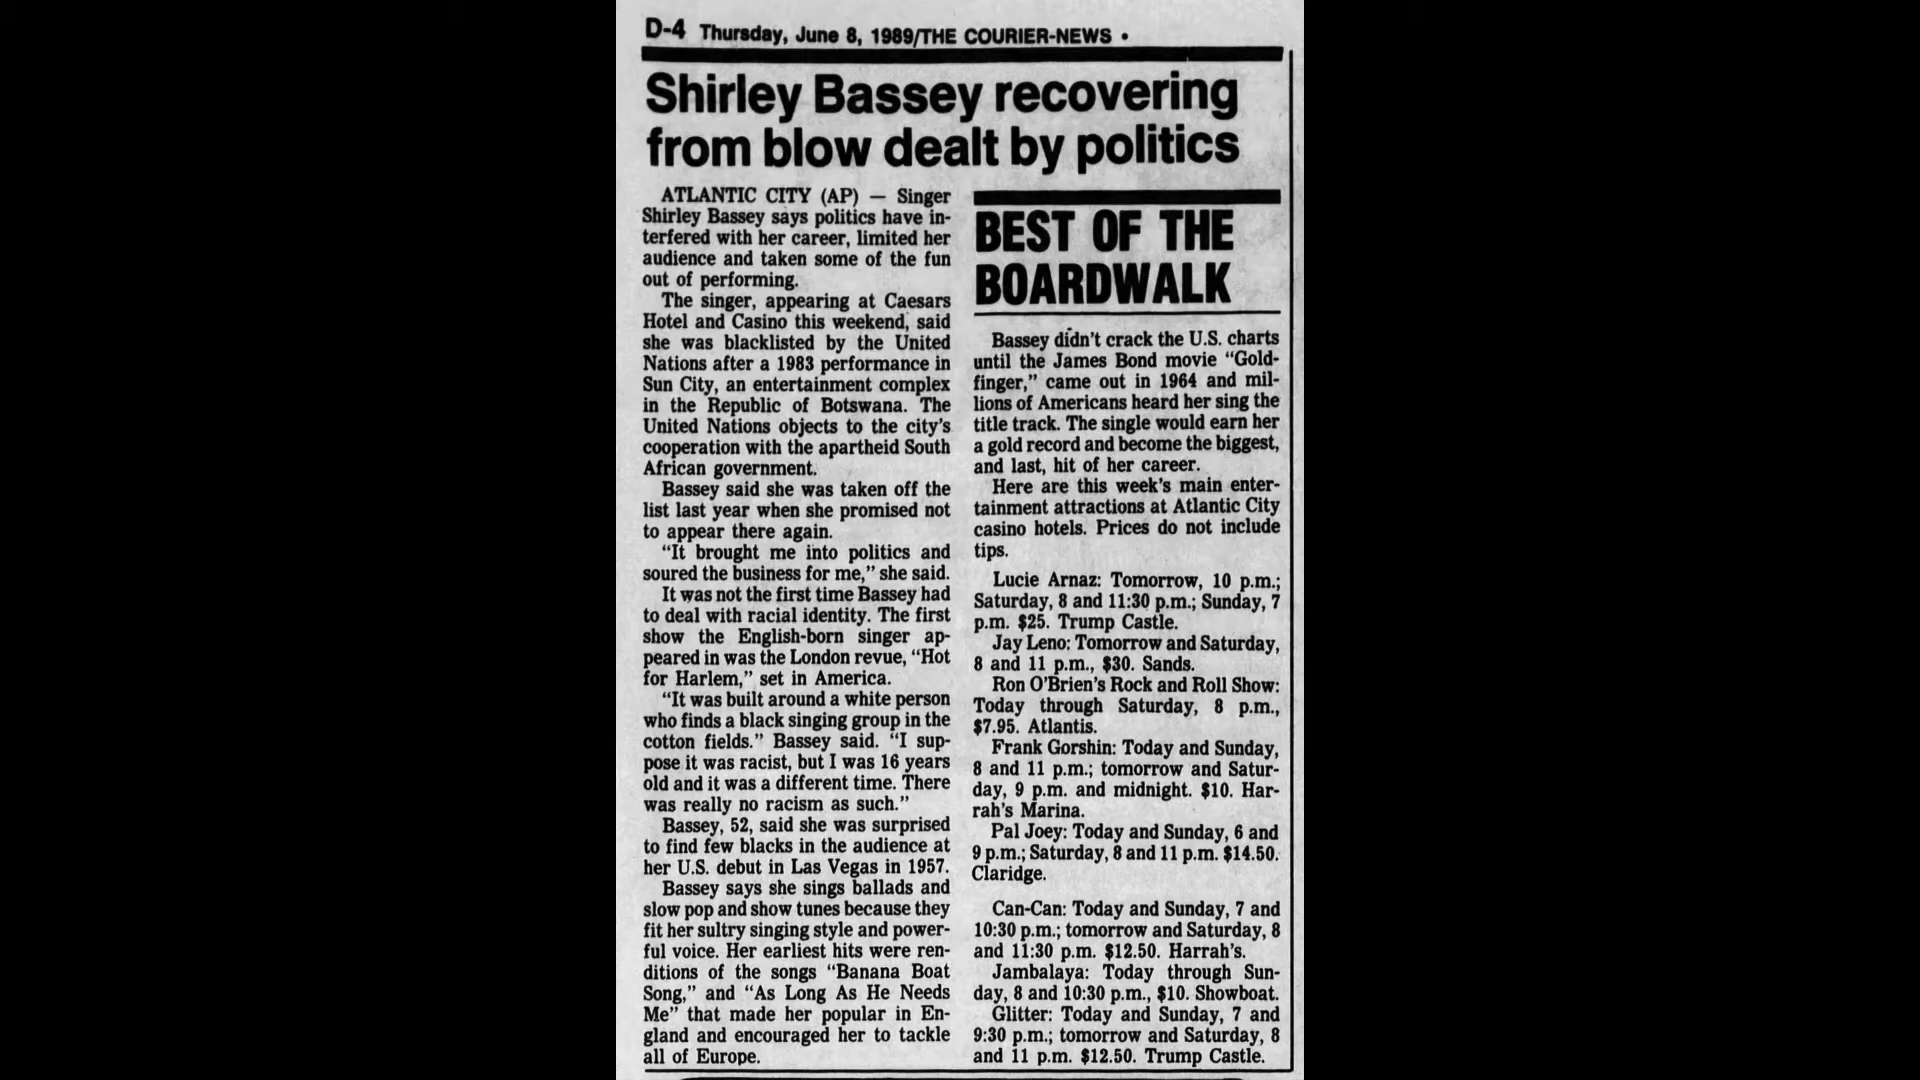 D-4 Thursday, June 8, 1989/THE COURIER-NEWS •
Shirley Bassey recovering
from blow dealt by politics
ATLANTIC CITY (AP) — Singer
Shirley Bassey says politics have in-
terfered with her career, limited her
audience and taken some of the fun
out of performing.
The singer, appearing at Caesars
Hotel and Casino this weekend, said
she was blacklisted by the United
Nations after a 1983 performance in
Sun City, an entertainment complex
in the Republic of Botswana. The
United Nations objects to the city's
cooperation with the apartheid South
African government.
Bassey said she was taken off the
list last year when she promised not
to appear there again.
"It brought me into politics and
soured the business for me," she said.
It was not the first time Bassey had
to deal with racial identity. The first
show the English-born singer ap-
peared in was the London revue, "Hot
for Harlem," set in America.
"It was built around a white person
who finds a black singing group in the
cotton fields." Bassey said. "I sup-
pose it was racist, but I was 16 years
old and it was a different time. There
was really no racism as such."
Bassey, 52, said she was surprised
to find few blacks in the audience at
her U.S. debut in Las Vegas in 1957.
Bassey says she sings ballads and
slow pop and show tunes because they
fit her sultry singing style and power-
ful voice. Her earliest hits were ren-
ditions of the songs "Banana Boat
Song," and "As Long As He Needs
Me" that made her popular in En-
gland and encouraged her to tackle
all of Europe.
BEST OF THE
BOARDWALK
Bassey didn't crack the U.S. charts
until the James Bond movie "Gold-
finger," came out in 1964 and mil-
lions of Americans heard her sing the
title track. The single would earn her
a gold record and become the biggest,
and last, hit of her career.
Here are this week's main enter-
tainment attractions at Atlantic City
casino hotels. Prices do not include
tips.
Lucie Arnaz: Tomorrow, 10 p.m.;
Saturday, 8 and 11:30 p.m.; Sunday, 7
p.m. $25. Trump Castle.
Jay Leno: Tomorrow and Saturday,
8 and 11 p.m., $30. Sands.
Ron O'Brien's Rock and Roll Show:
Today through Saturday, 8 p.m.,
$7.95. Atlantis.
Frank Gorshin: Today and Sunday,
8 and 11 p.m.; tomorrow and Satur-
day, 9 p.m. and midnight. $10. Har-
rah's Marina.
Pal Joey: Today and Sunday, 6 and
9 p.m.; Saturday, 8 and 11 p.m. $14.50.
Claridge.
Can-Can: Today and Sunday, 7 and
10:30 p.m.; tomorrow and Saturday, 8
and 11:30 p.m. $12.50. Harrah's.
Jambalaya: Today through Sun-
day, 8 and 10:30 p.m., $10. Showboat.
Glitter: Today and Sunday, 7 and
9:30 p.m.; tomorrow and Saturday, 8
and 11 p.m. $12.50. Trump Castle.